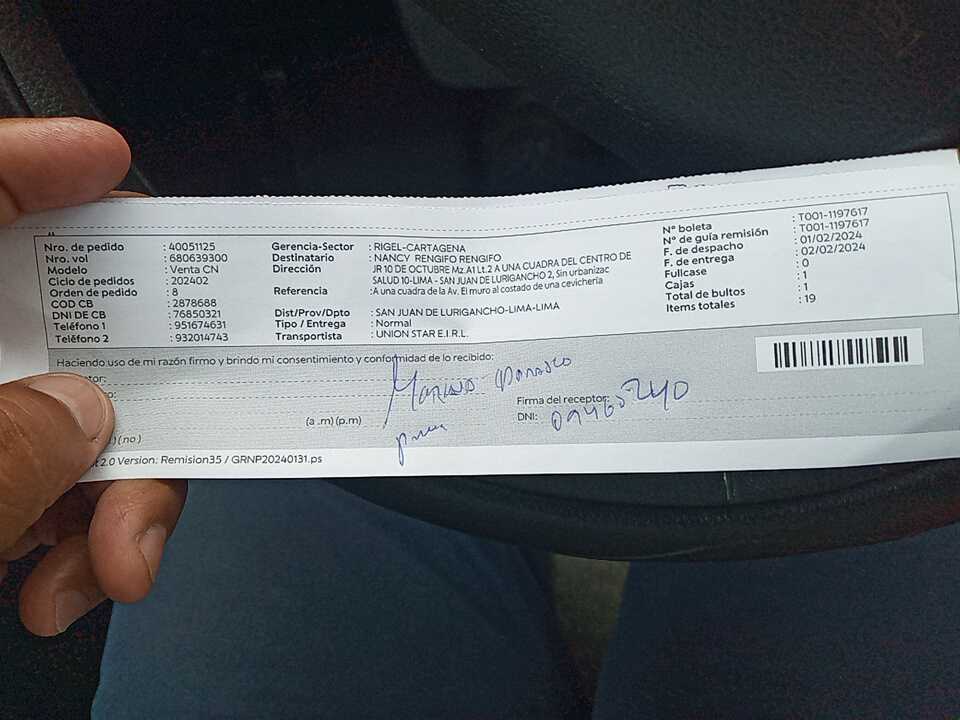 Nro. de pedido : 40051125
Nro. vol : 680639300
Modelo : Venta CN
Ciclo de pedidos : 202402
Orden de pedido : 8
COD CB : 2878688
DNI DE CB : 76850321
Teléfono 1 : 951674631
Teléfono 2 : 932014743
Gerencia-Sector : RIGEL-CARTAGENA
Destinatario : NANCY RENGIFO RENGIFO
Dirección : JR 10 DE OCTUBRE Mz.A1 Lt.2 A UNA CUADRA DEL CENTRO DE
SALUD 10-LIMA - SAN JUAN DE LURIGANCHO 2, Sin urbanizac
Referencia : A una cuadra de la Av. El muro al costado de una cevichería
Dist/Prov/Dpto : SAN JUAN DE LURIGANCHO-LIMA-LIMA
Tipo / Entrega : Normal
Transportista : UNION STAR E.I.R.L.
N° boleta : T001-1197617
N° de guía remisión : T001-1197617
F. de despacho : 01/02/2024
F. de entrega : 02/02/2024
Fullcase : 0
Cajas : 1
Total de bultos : 1
Items totales : 19
Haciendo uso de mi razón firmo y brindo mi consentimiento y conformidad de lo recibido:
tor:
o:
(a .m) (p.m)
Firma del receptor:
DNI: 09465240
) ( no )
t 2.0 Version: Remision35 / GRNP20240131.ps